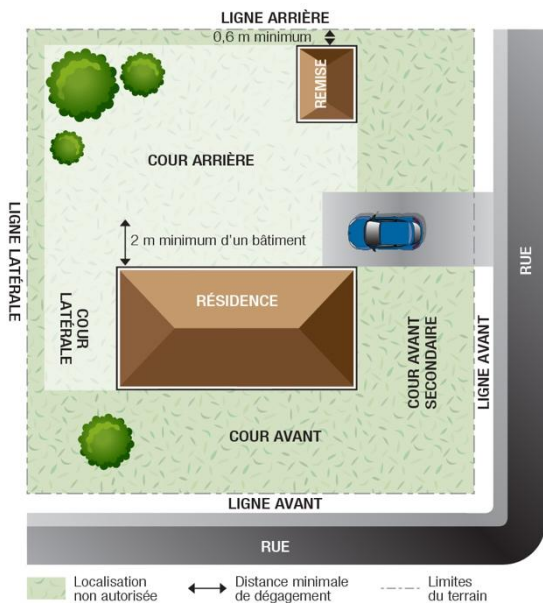 LIGNE ARRIÈRE
0,6 m minimum
REMISE
COUR ARRIÈRE
LIGNE LATÉRALE
2 m minimum d'un bâtiment
RUE
RÉSIDENCE
COUR
LATÉRALE
COUR AVANT
SECONDAIRE
LIGNE AVANT
COUR AVANT
LIGNE AVANT
RUE
Localisation
non autorisée
Distance minimale
de dégagement
Limites
du terrain